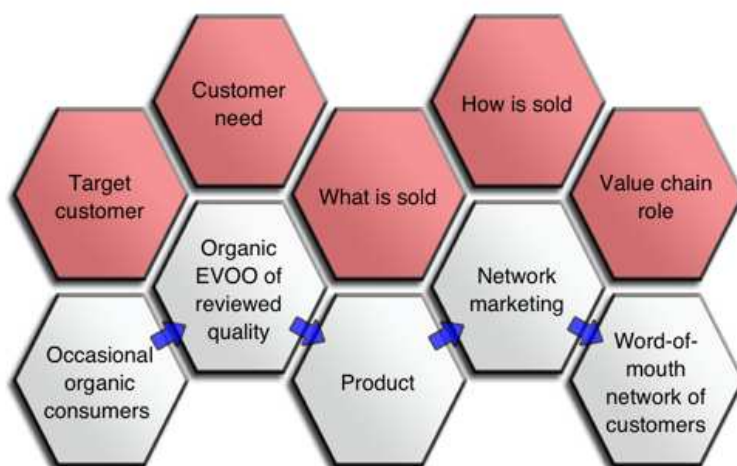 Customer
need
How is sold
Target
customer
What is sold
Value chain
role
Organic
EVOO of
reviewed
quality
Network
marketing
Occasional
organic
consumers
Product
Word-of-
mouth
network of
customers